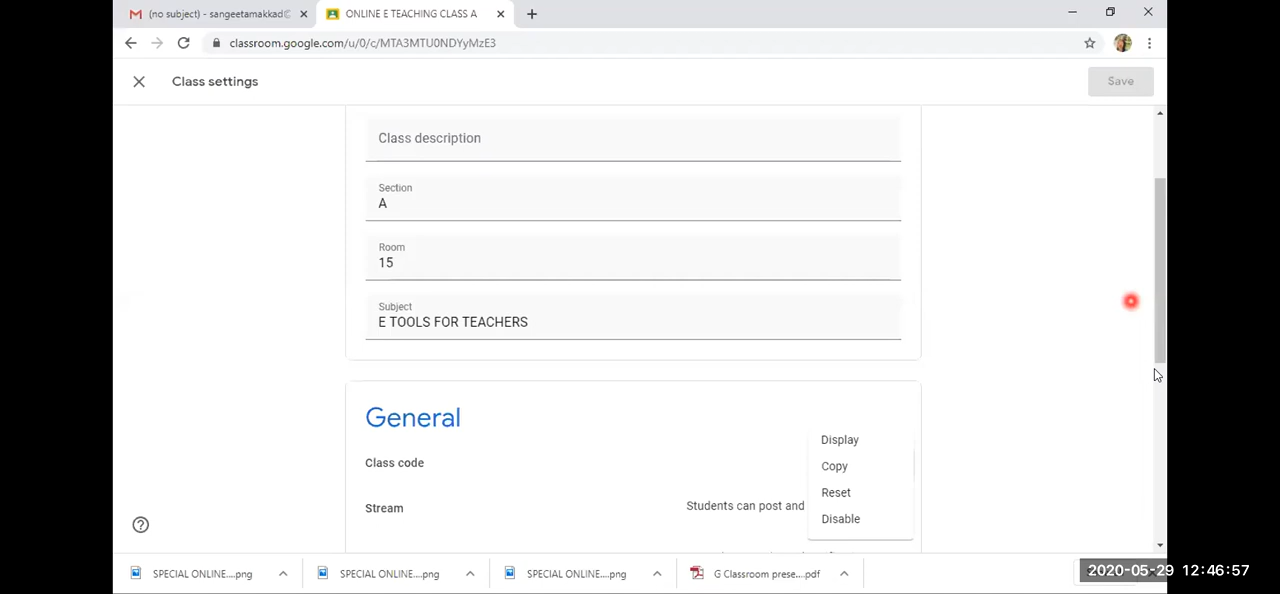 (no subject) - sangeetamakkad
ONLINE E TEACHING CLASS A
classroom.google.com/u/0/c/MTA3MTU0NDYyMzE3
Class settings
Save
Class description
Section
A
Room
15
Subject
E TOOLS FOR TEACHERS
General
Display
Class code
Copy
Reset
Stream
Students can post and
Disable
SPECIAL ONLINE....png
SPECIAL ONLINE....png
SPECIAL ONLINE....png
G Classroom prese....pdf
2020-05-29 12:46:57